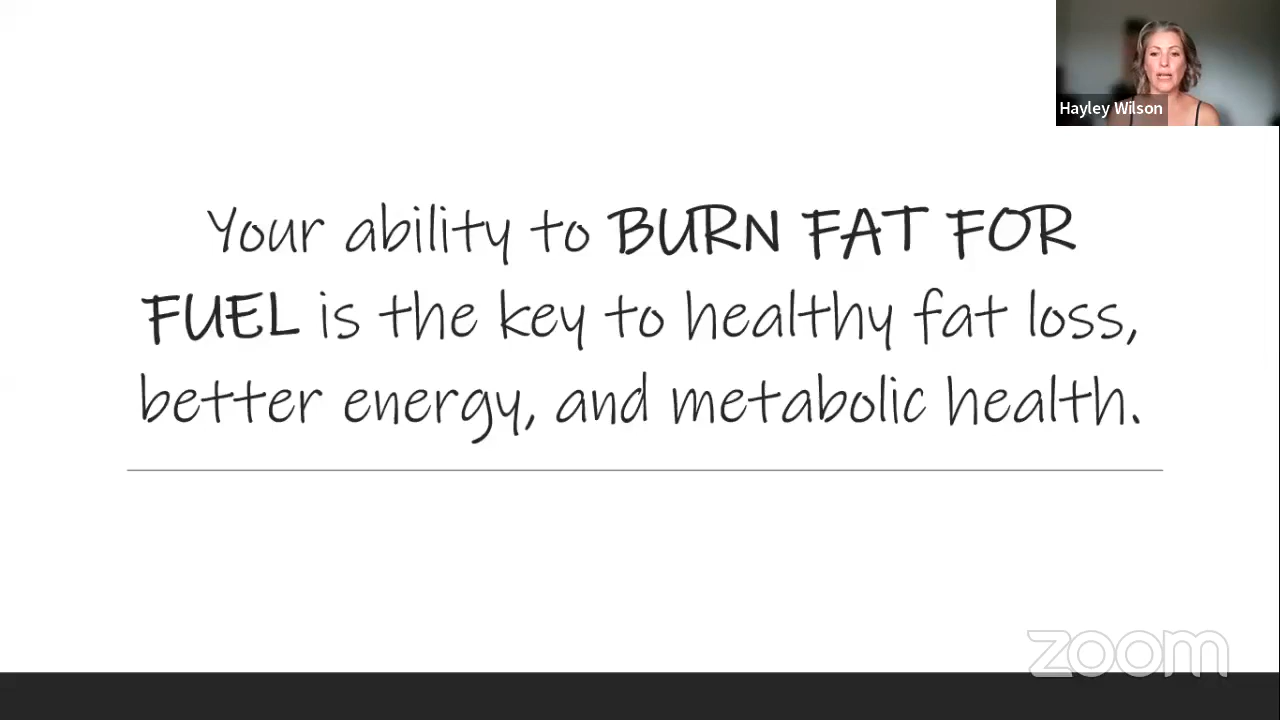 Hayley Wilson
Your ability to BURN FAT FOR
FUEL is the key to healthy fat loss,
better energy, and metabolic health.
zoom